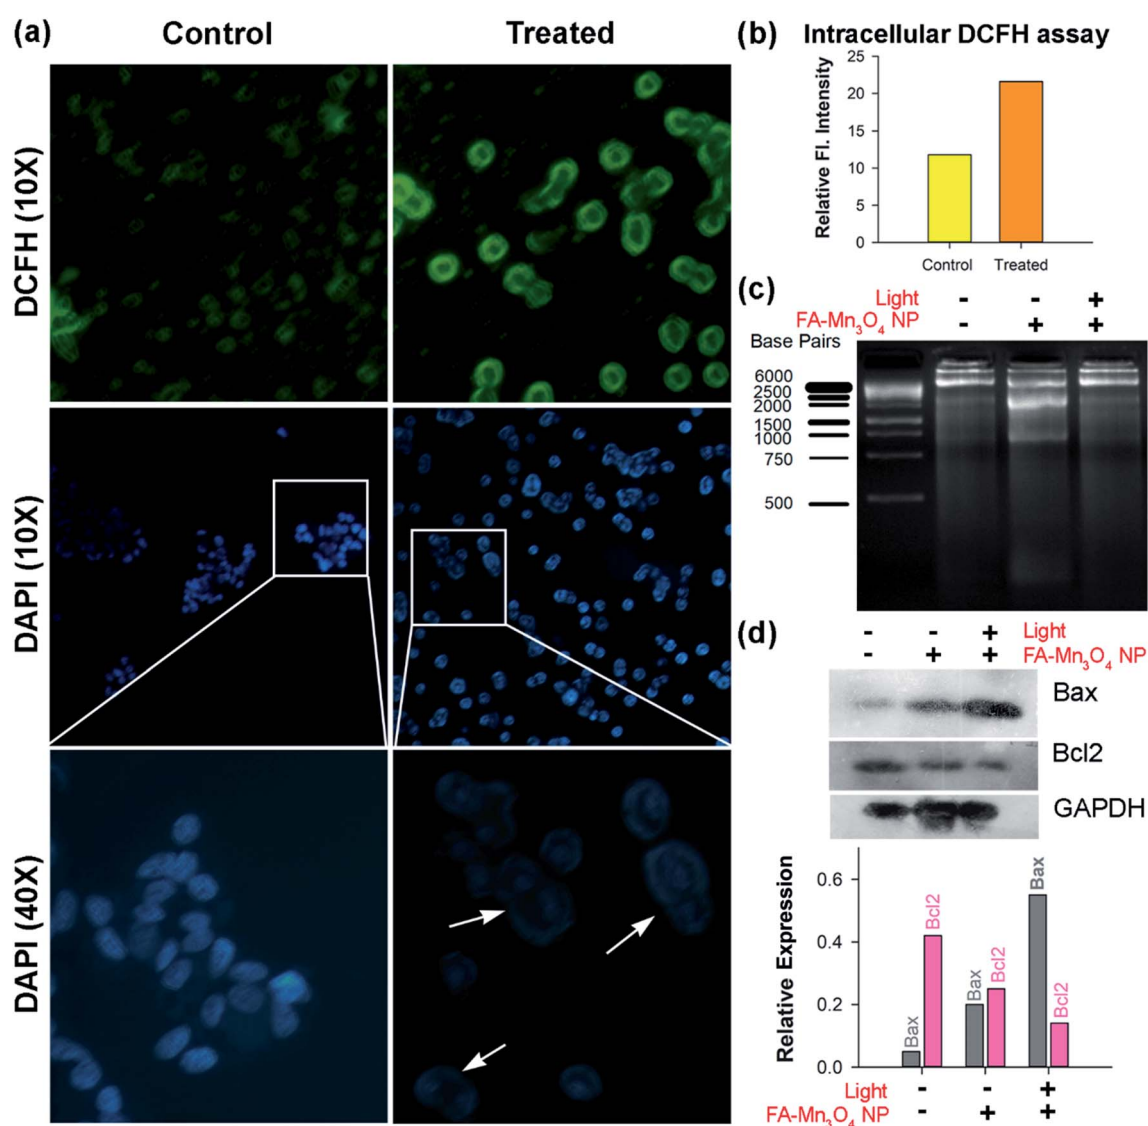 (a)
Control
Treated
DCFH (10X)
DAPI (10X)
DAPI (40X)
(b)
Intracellular DCFH assay
Relative Fl. Intensity
25
20
15
10
5
0
Control
Treated
(c)
Light - - +
FA-Mn₃O₄ NP - + +
Base Pairs
6000
2500
2000
1500
1000
750
500
(d)
- - + Light
- + + FA-Mn₃O₄ NP
Bax
Bcl2
GAPDH
Relative Expression
0.6
0.4
0.2
0.0
Bax
Bcl2
Bax
Bcl2
Bax
Bcl2
Light - - +
FA-Mn₃O₄ NP - + +